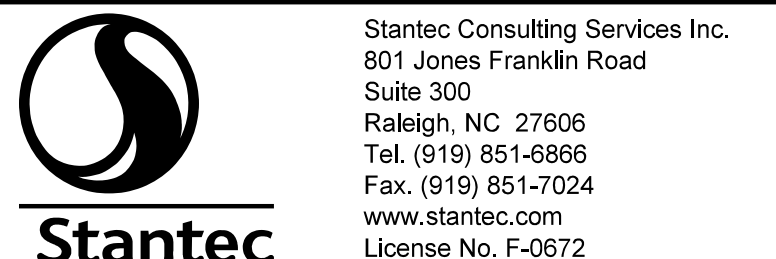 Stantec Consulting Services Inc.
801 Jones Franklin Road
Suite 300
Raleigh, NC  27606
Tel. (919) 851-6866
Fax. (919) 851-7024
www.stantec.com
License No. F-0672
Stantec